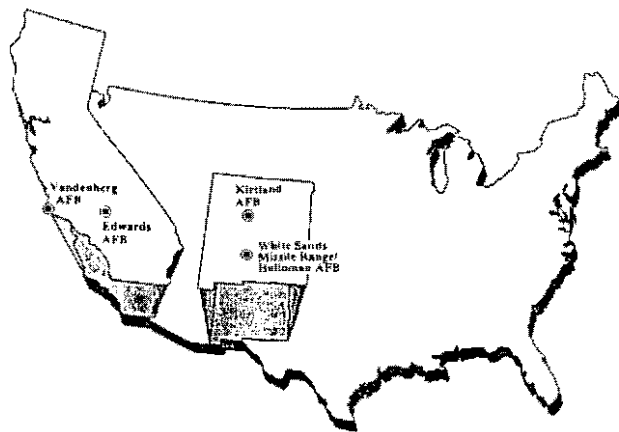 Vandenberg
AFB
Edwards
AFB
Kirtland
AFB
White Sands
Missile Range/
Holloman AFB